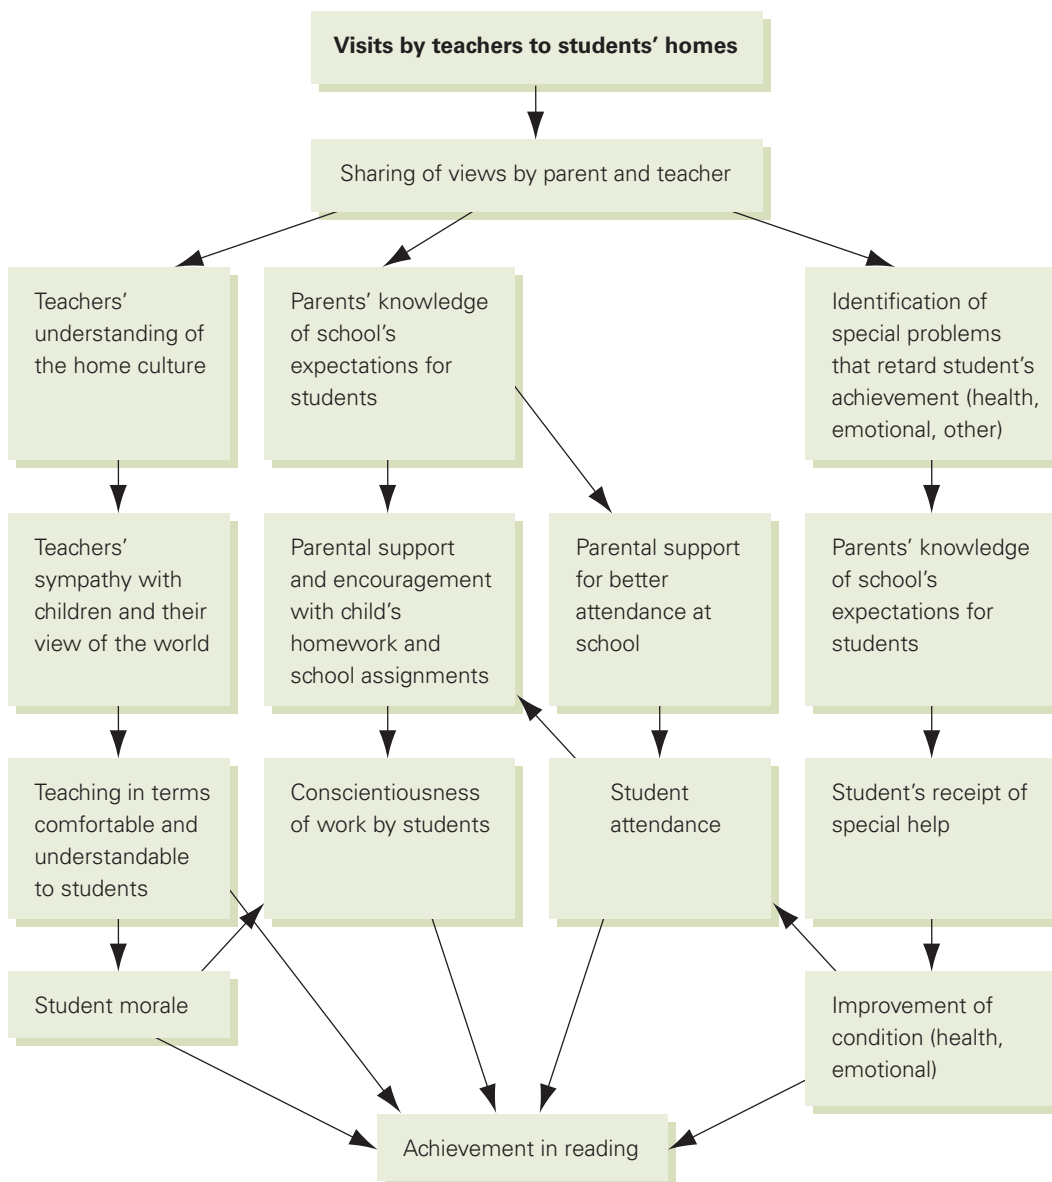 Visits by teachers to students’ homes
Sharing of views by parent and teacher
Teachers’
understanding of
the home culture
Parents’ knowledge
of school’s
expectations for
students
Identification of
special problems
that retard student’s
achievement (health,
emotional, other)
Teachers’
sympathy with
children and their
view of the world
Parental support
and encouragement
with child’s
homework and
school assignments
Parental support
for better
attendance at
school
Parents’ knowledge
of school’s
expectations for
students
Teaching in terms
comfortable and
understandable
to students
Conscientiousness
of work by students
Student
attendance
Student’s receipt of
special help
Student morale
Improvement of
condition (health,
emotional)
Achievement in reading